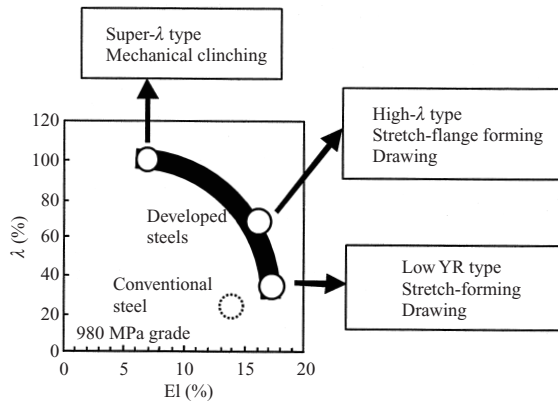 Super-λ type
Mechanical clinching
High-λ type
Stretch-flange forming
Drawing
Low YR type
Stretch-forming
Drawing
120
100
80
60
40
20
0
λ (%)
Developed
steels
Conventional
steel
980 MPa grade
0
5
10
15
20
El (%)